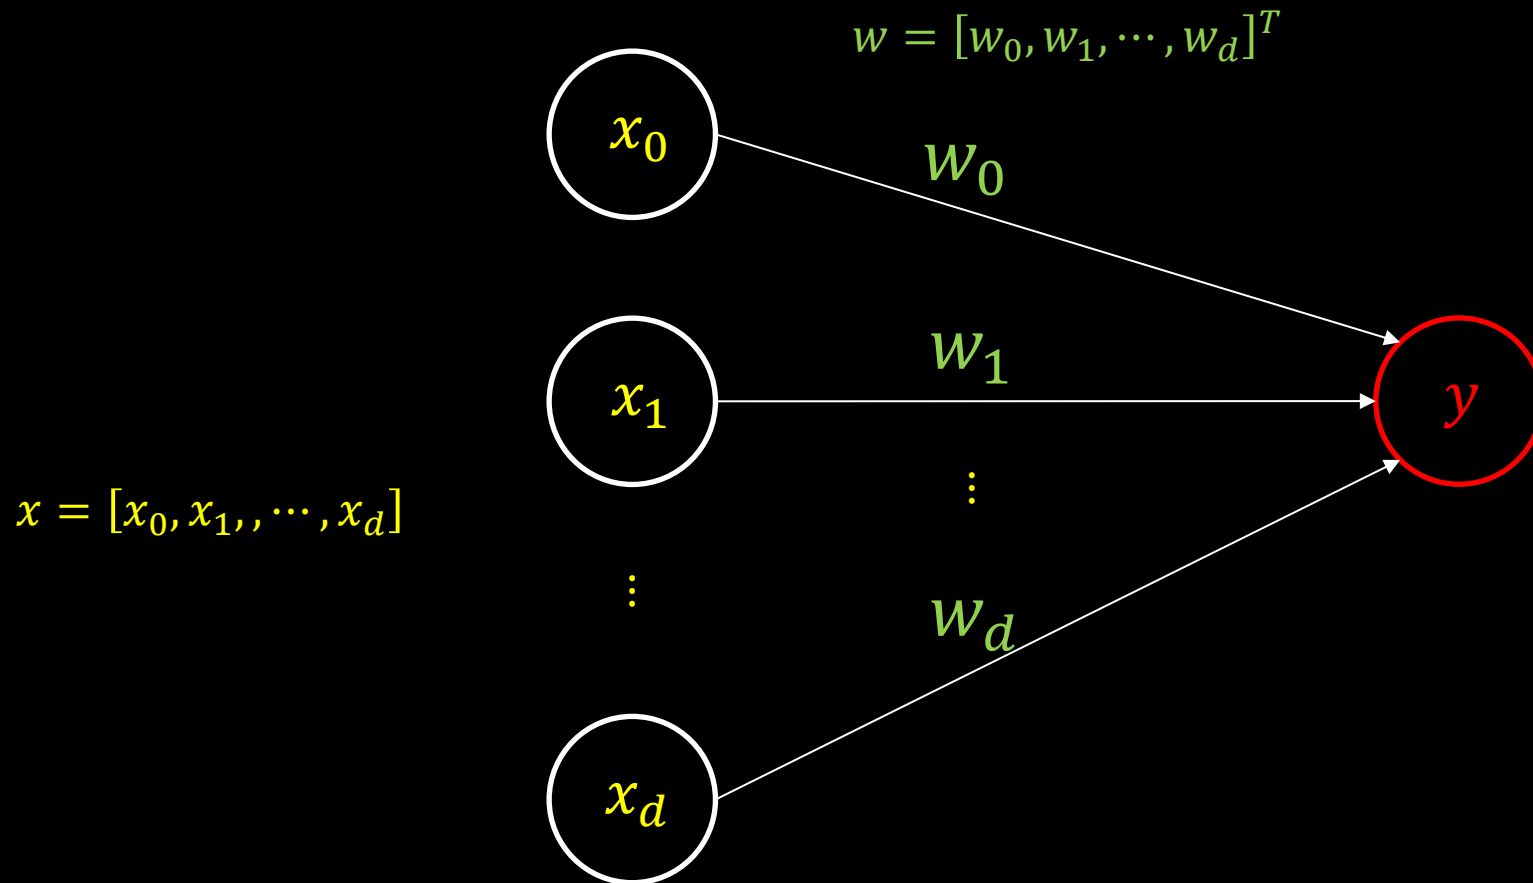 w = [w₀, w₁, ⋯ , w_d]ᵀ
x₀
w₀
x₁
w₁
y
⋮
x = [x₀, x₁, , ⋯ , x_d]
⋮
w_d
x_d